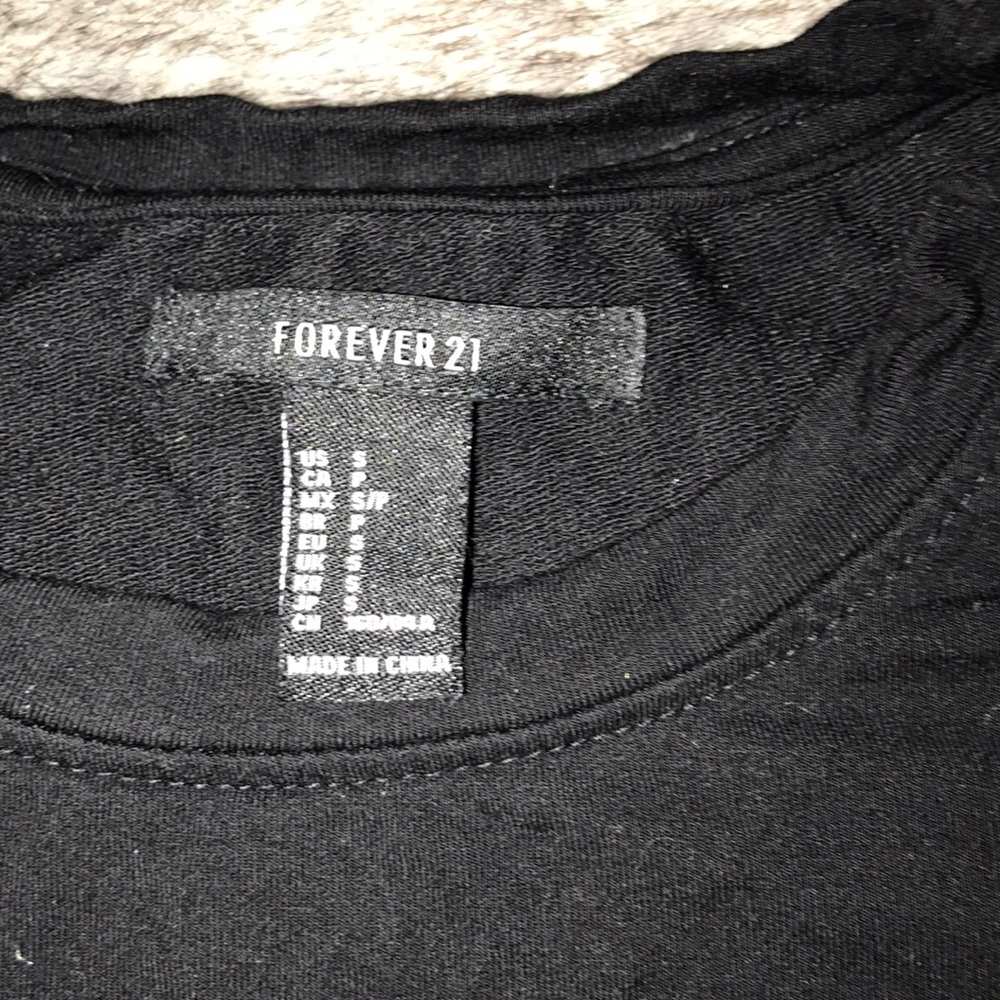 FOREVER 21
US S
CA P
MX S/P
BR P
EU S
UK S
KR S
JP S
CN 160/84A
MADE IN CHINA